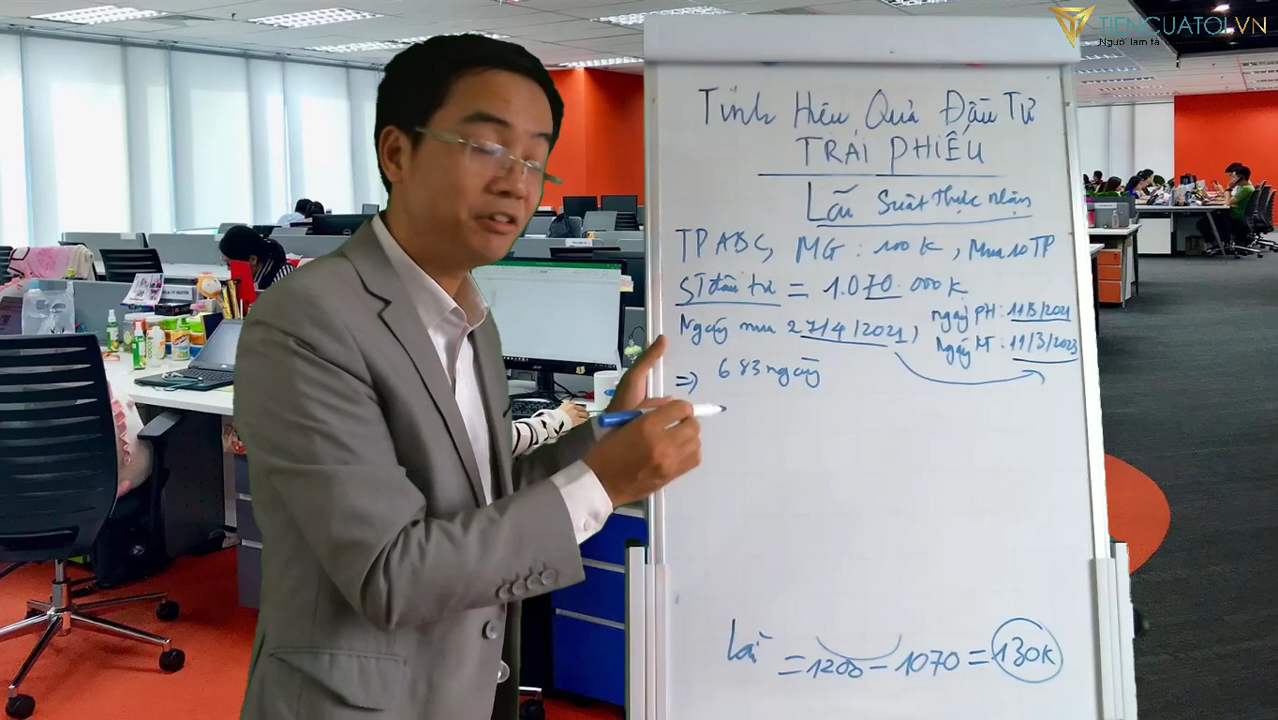 TIENCUATOI.VN
Người làm tà
Tính Hiệu Quả Đầu Tư
TRÁI PHIẾU
Lãi Suất Thực Nhận
TP ABC, MG : 100K, Mua 10 TP
ST đầu tư = 1.070.000K
Ngày mua 27/4/2021,
ngày PH : 11/3/2021
Ngày ĐT : 11/3/2023
=> 683 ngày
Lãi = 1200 - 1070 = 130K